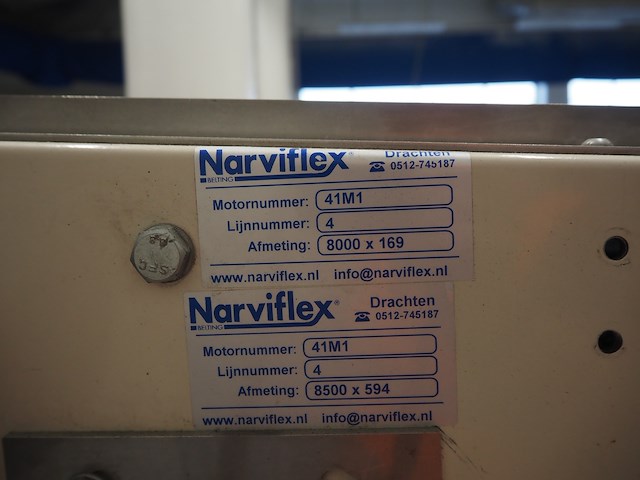 Narviflex® Drachten
BELTING ☎ 0512-745187
Motornummer: 41M1
Lijnnummer: 4
Afmeting: 8000 x 169
www.narviflex.nl info@narviflex.nl
Narviflex® Drachten
BELTING ☎ 0512-745187
Motornummer: 41M1
Lijnnummer: 4
Afmeting: 8500 x 594
www.narviflex.nl info@narviflex.nl